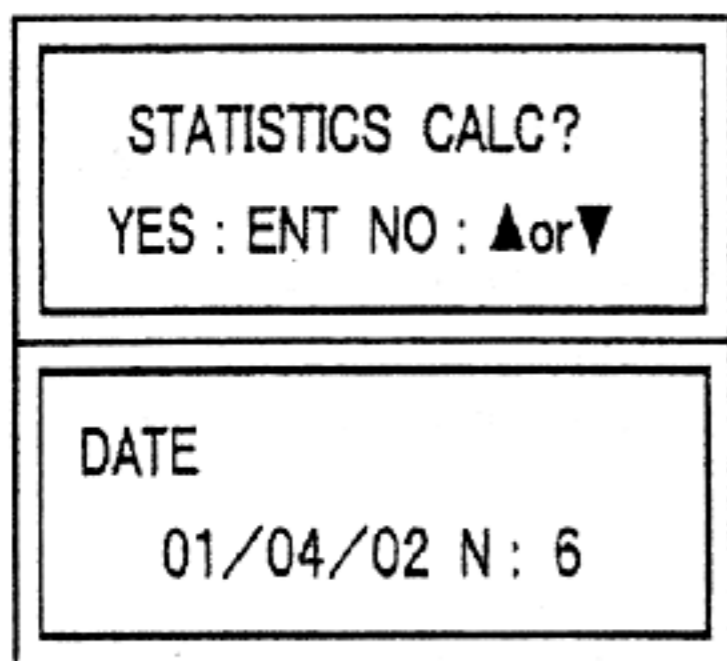 STATISTICS CALC?
YES : ENT NO : ▲or▼
DATE
01/04/02 N : 6